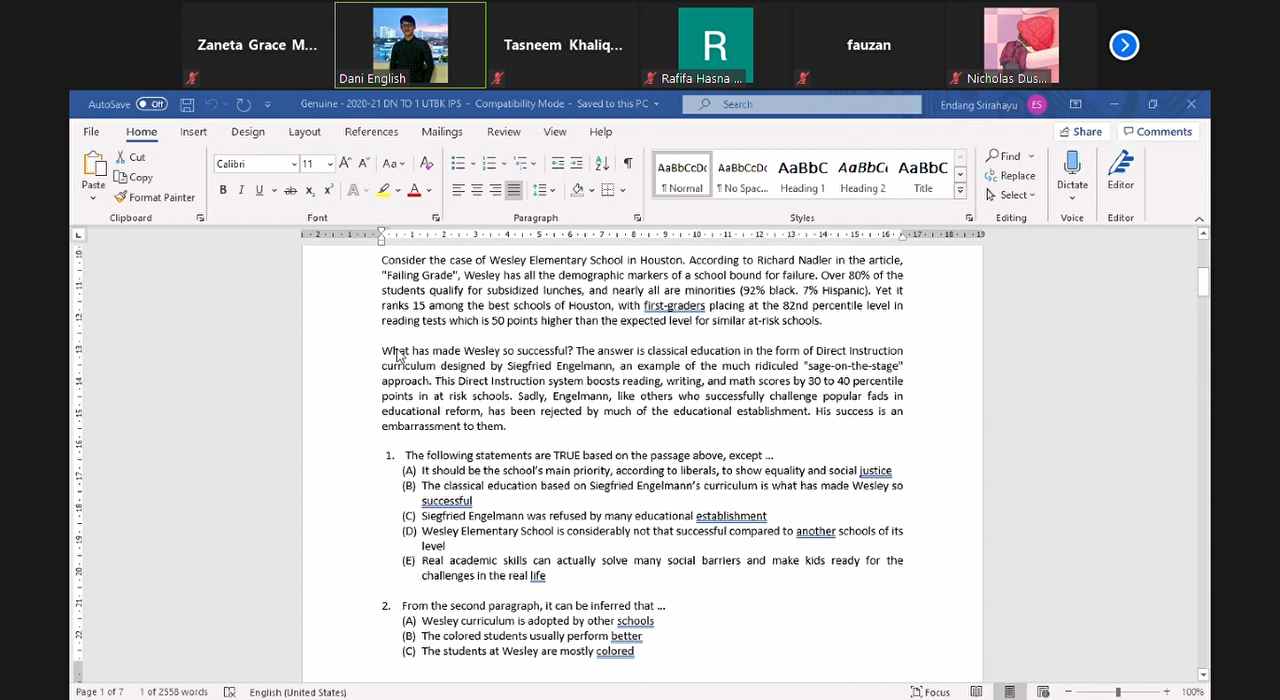 Zaneta Grace M...
Dani English
Tasneem Khaliq...
R
Rafifa Hasna ...
fauzan
Nicholas Dus...
AutoSave Off
Genuine - 2020-21 DN TO 1 UTBK IPS - Compatibility Mode - Saved to this PC
Search
Endang Srirahayu ES
File Home Insert Design Layout References Mailings Review View Help Share Comments
Paste
Cut
Copy
Format Painter
Clipboard
Calibri 11
Font
Paragraph
AaBbCcDc AaBbCcDc AaBbC AaBbCc AaBbC
¶ Normal ¶ No Spac... Heading 1 Heading 2 Title
Styles
Find
Replace
Select
Editing
Dictate
Voice
Editor
Editor
Consider the case of Wesley Elementary School in Houston. According to Richard Nadler in the article,
"Failing Grade", Wesley has all the demographic markers of a school bound for failure. Over 80% of the
students qualify for subsidized lunches, and nearly all are minorities (92% black. 7% Hispanic). Yet it
ranks 15 among the best schools of Houston, with first-graders placing at the 82nd percentile level in
reading tests which is 50 points higher than the expected level for similar at-risk schools.
What has made Wesley so successful? The answer is classical education in the form of Direct Instruction
curriculum designed by Siegfried Engelmann, an example of the much ridiculed "sage-on-the-stage"
approach. This Direct Instruction system boosts reading, writing, and math scores by 30 to 40 percentile
points in at risk schools. Sadly, Engelmann, like others who successfully challenge popular fads in
educational reform, has been rejected by much of the educational establishment. His success is an
embarrassment to them.
1. The following statements are TRUE based on the passage above, except ...
(A) It should be the school's main priority, according to liberals, to show equality and social justice
(B) The classical education based on Siegfried Engelmann's curriculum is what has made Wesley so
successful
(C) Siegfried Engelmann was refused by many educational establishment
(D) Wesley Elementary School is considerably not that successful compared to another schools of its
level
(E) Real academic skills can actually solve many social barriers and make kids ready for the
challenges in the real life
2. From the second paragraph, it can be inferred that ...
(A) Wesley curriculum is adopted by other schools
(B) The colored students usually perform better
(C) The students at Wesley are mostly colored
Page 1 of 7 1 of 2558 words English (United States) Focus 100%